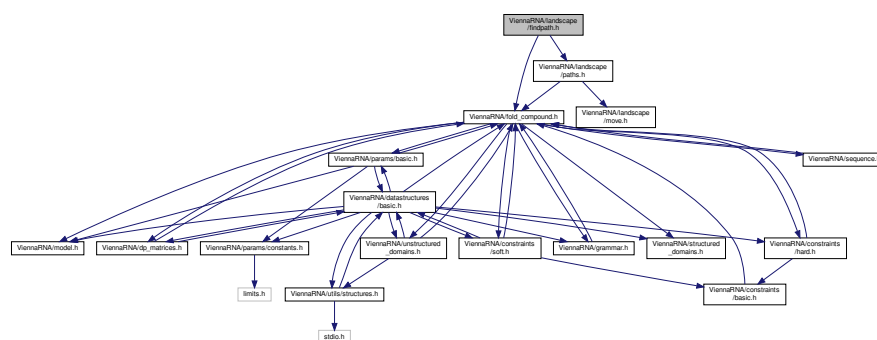 ViennaRNA/landscape
/findpath.h
ViennaRNA/landscape
/paths.h
ViennaRNA/fold_compound.h
ViennaRNA/landscape
/move.h
ViennaRNA/params/basic.h
ViennaRNA/sequence.
ViennaRNA/datastructures
/basic.h
ViennaRNA/model.h
ViennaRNA/dp_matrices.h
ViennaRNA/params/constants.h
ViennaRNA/unstructured
_domains.h
ViennaRNA/constraints
/soft.h
ViennaRNA/grammar.h
ViennaRNA/structured
_domains.h
ViennaRNA/constraints
/hard.h
limits.h
ViennaRNA/utils/structures.h
ViennaRNA/constraints
/basic.h
stdio.h